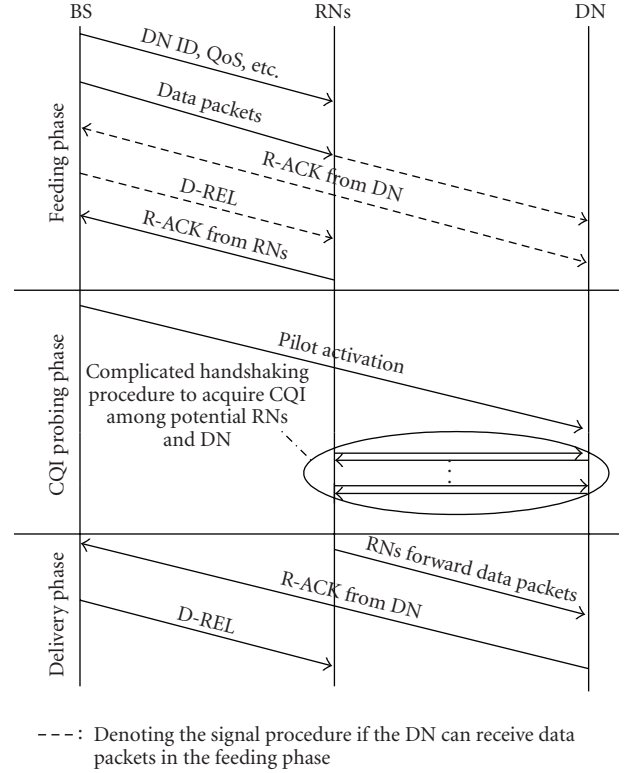 BS
RNs
DN
Feeding phase
DN ID, QoS, etc.
Data packets
R-ACK from DN
D-REL
R-ACK from RNs
CQI probing phase
Pilot activation
Complicated handshaking
procedure to acquire CQI
among potential RNs
and DN
Delivery phase
RNs forward data packets
R-ACK from DN
D-REL
---: Denoting the signal procedure if the DN can receive data
packets in the feeding phase